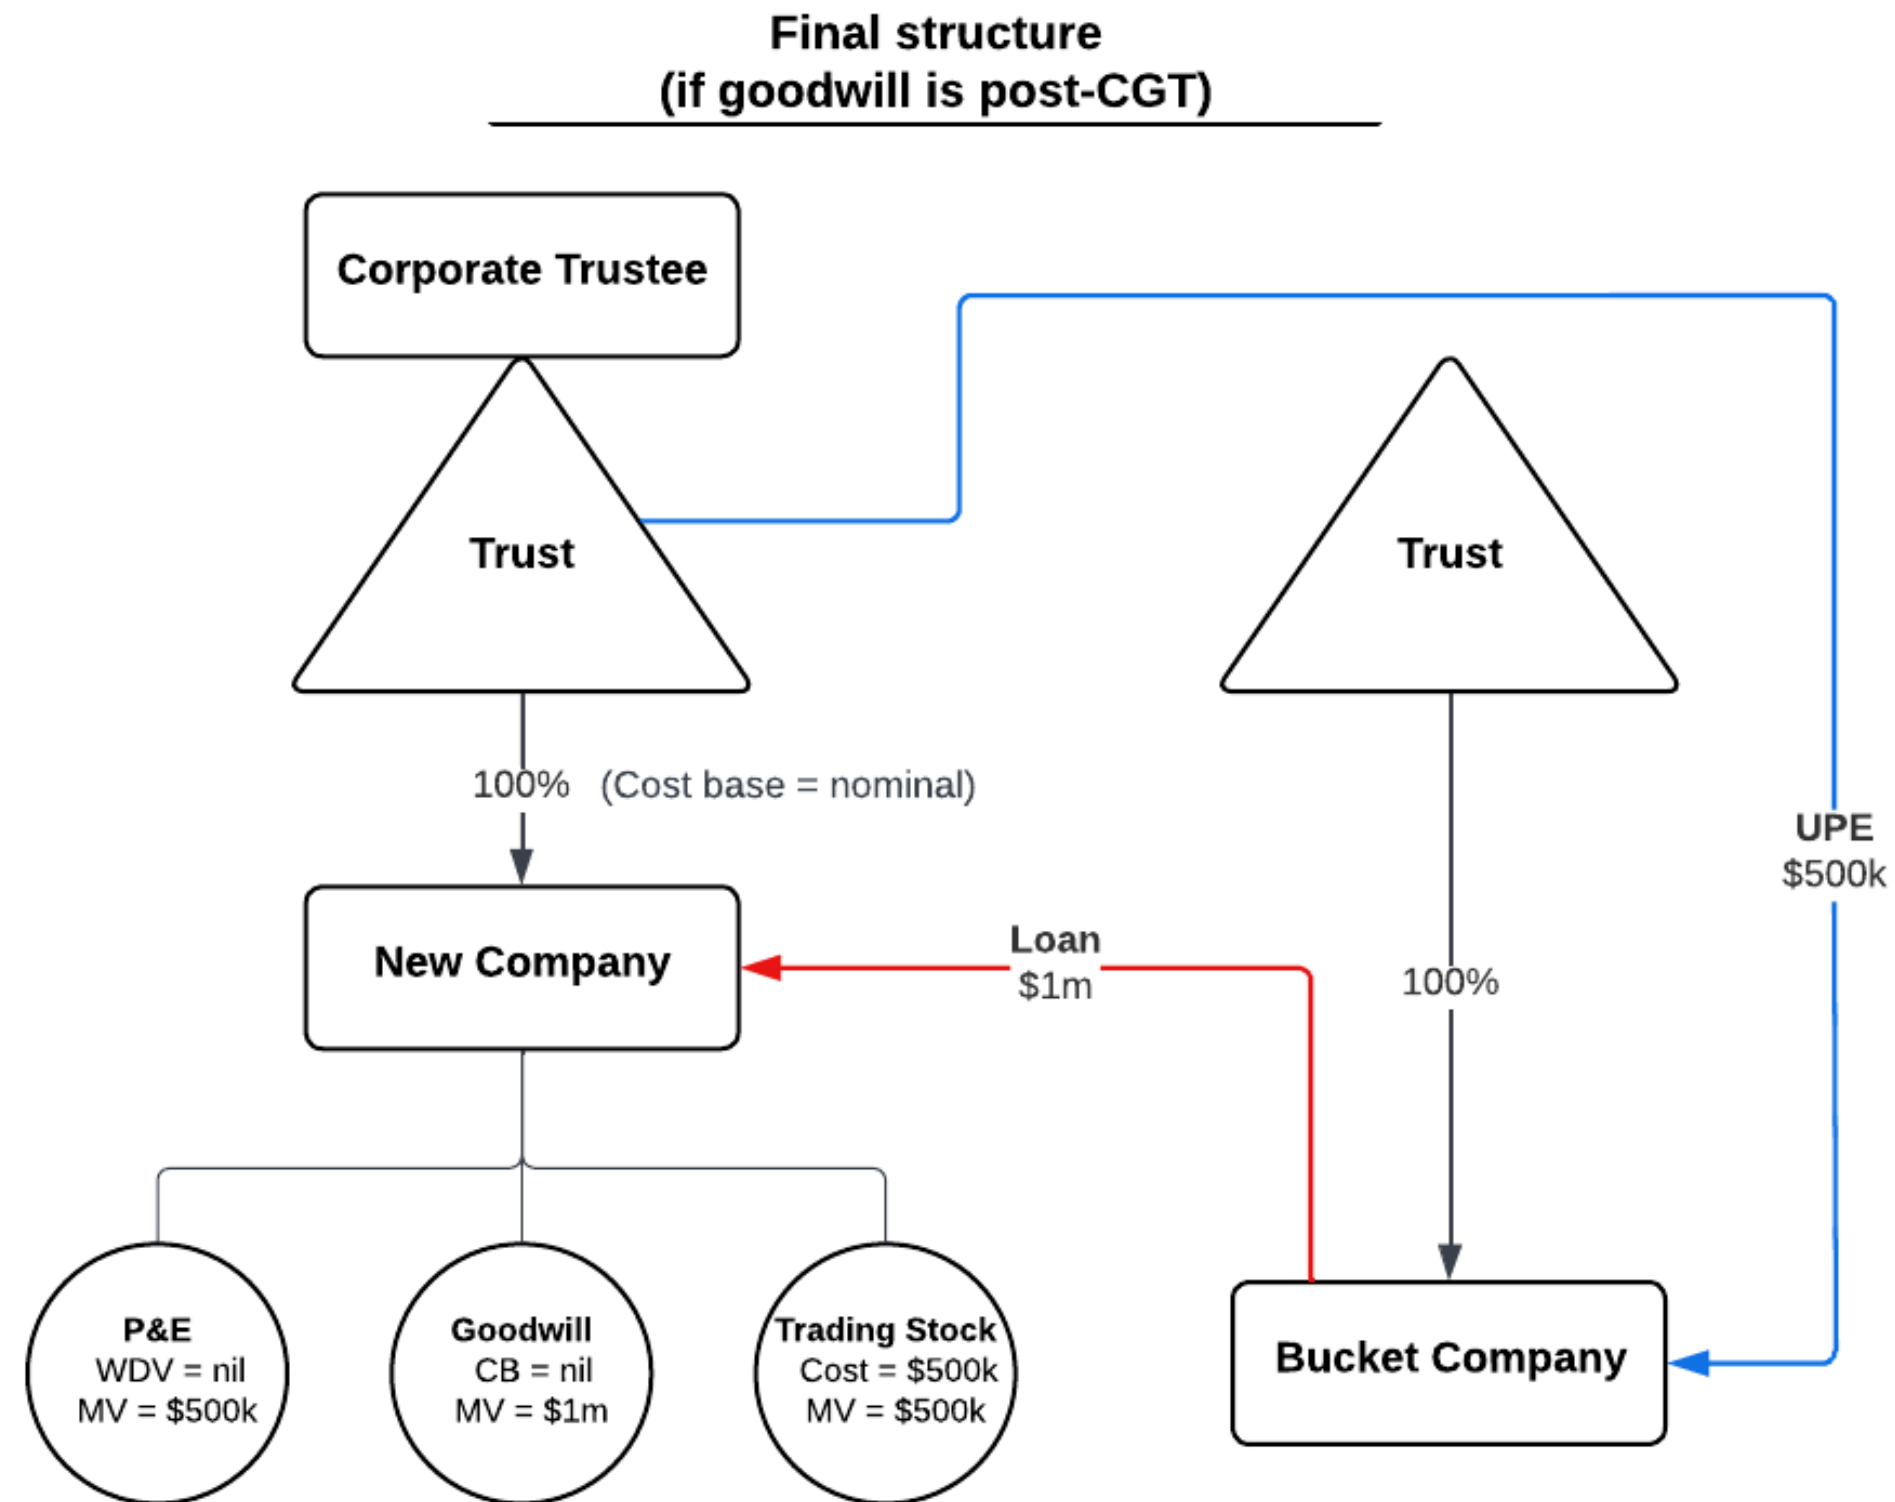 Final structure
(if goodwill is post-CGT)
Corporate Trustee
Trust
Trust
100% (Cost base = nominal)
UPE
$500k
New Company
Loan
$1m
100%
P&E
WDV = nil
MV = $500k
Goodwill
CB = nil
MV = $1m
Trading Stock
Cost = $500k
MV = $500k
Bucket Company